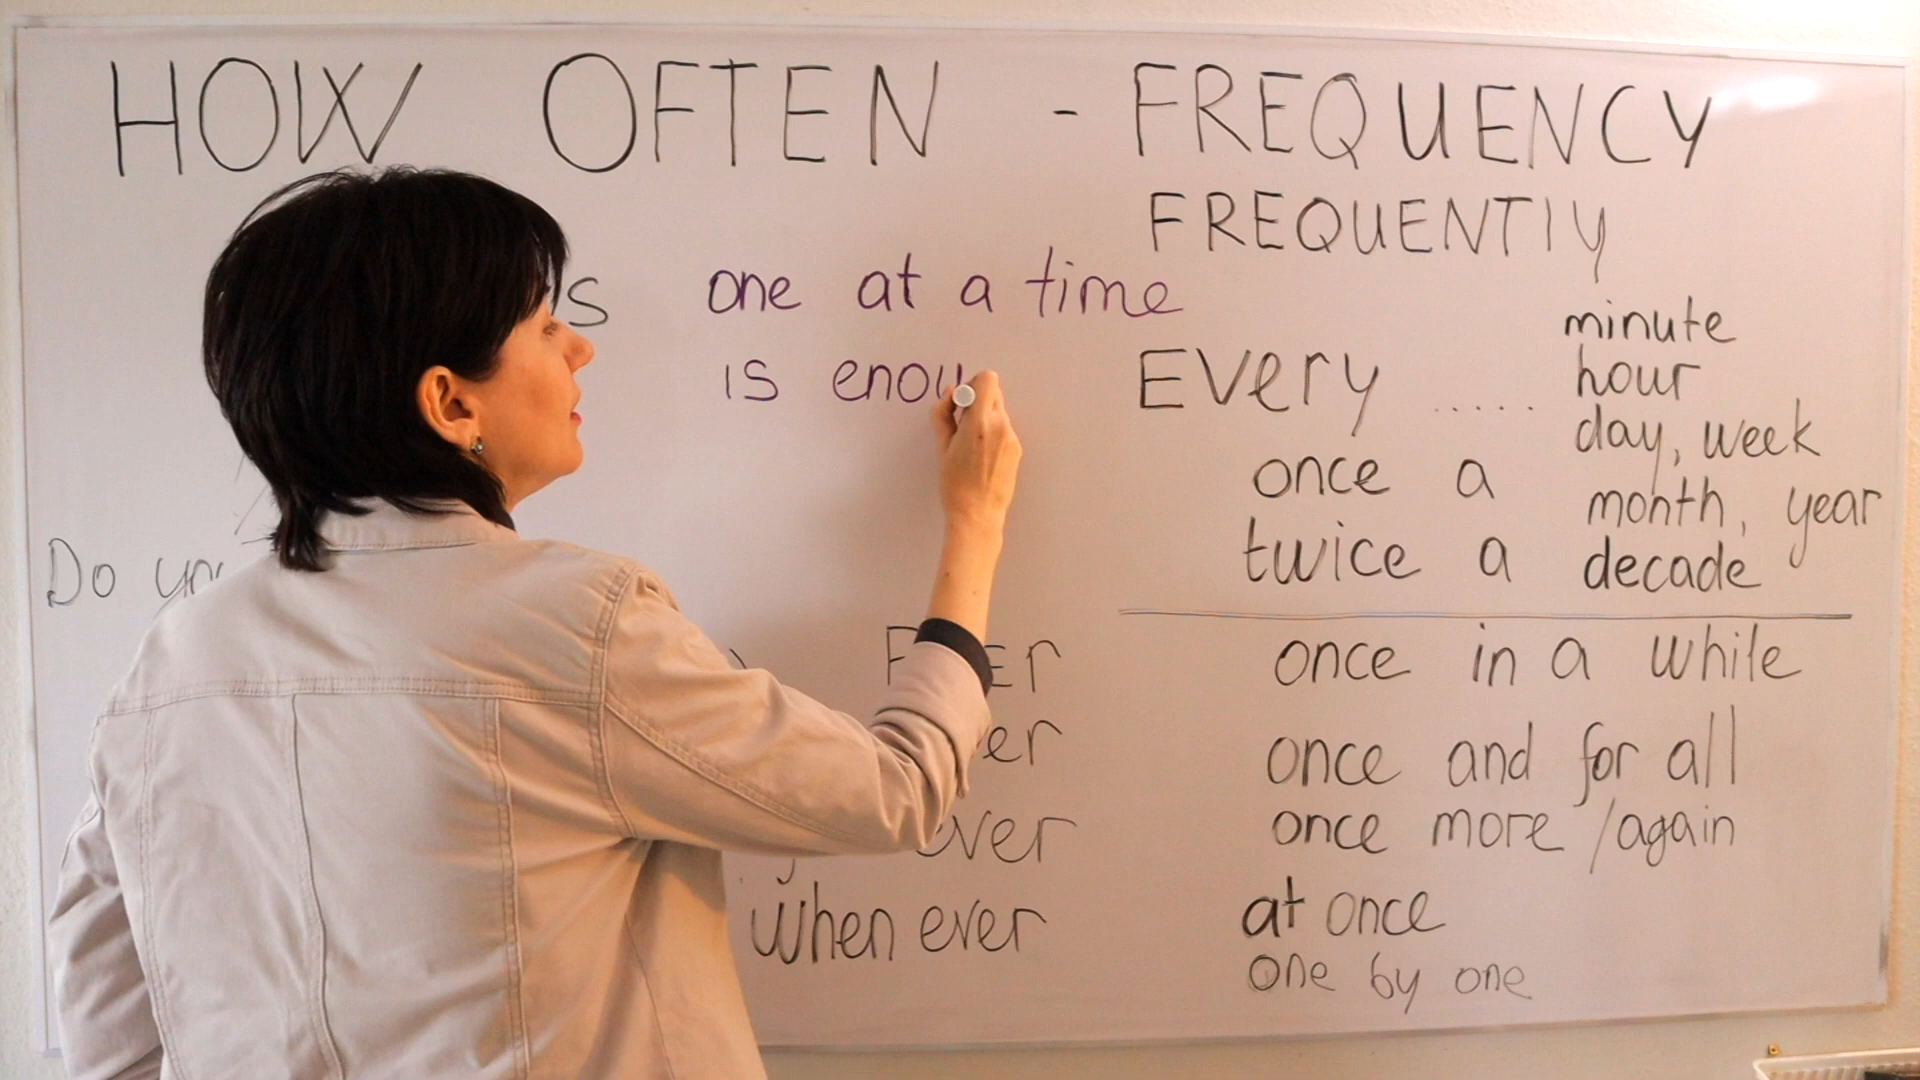 HOW OFTEN - FREQUENCY
FREQUENTlY
one at a time
is enou
EVery .....
minute
hour
day, week
month, year
decade
once a
twice a
Do
once in a while
once and for all
once more / again
at once
one by one
ever
when ever